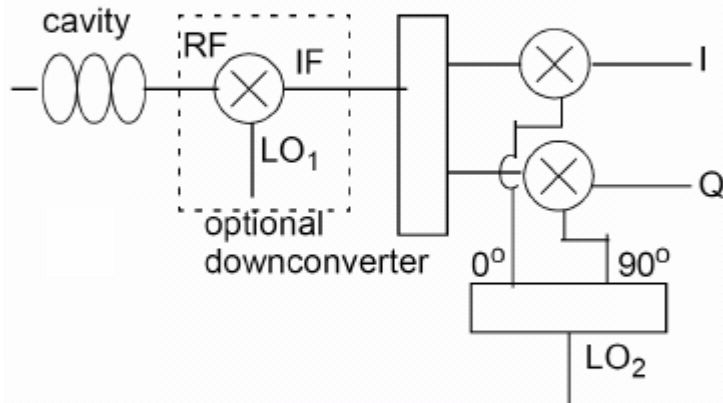 cavity
RF
IF
I
LO₁
Q
optional
downconverter
0°
90°
LO₂